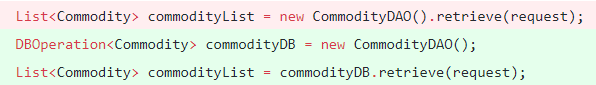 List<Commodity> commodityList = new CommodityDAO().retrieve(request);
DBOperation<Commodity> commodityDB = new CommodityDAO();
List<Commodity> commodityList = commodityDB.retrieve(request);